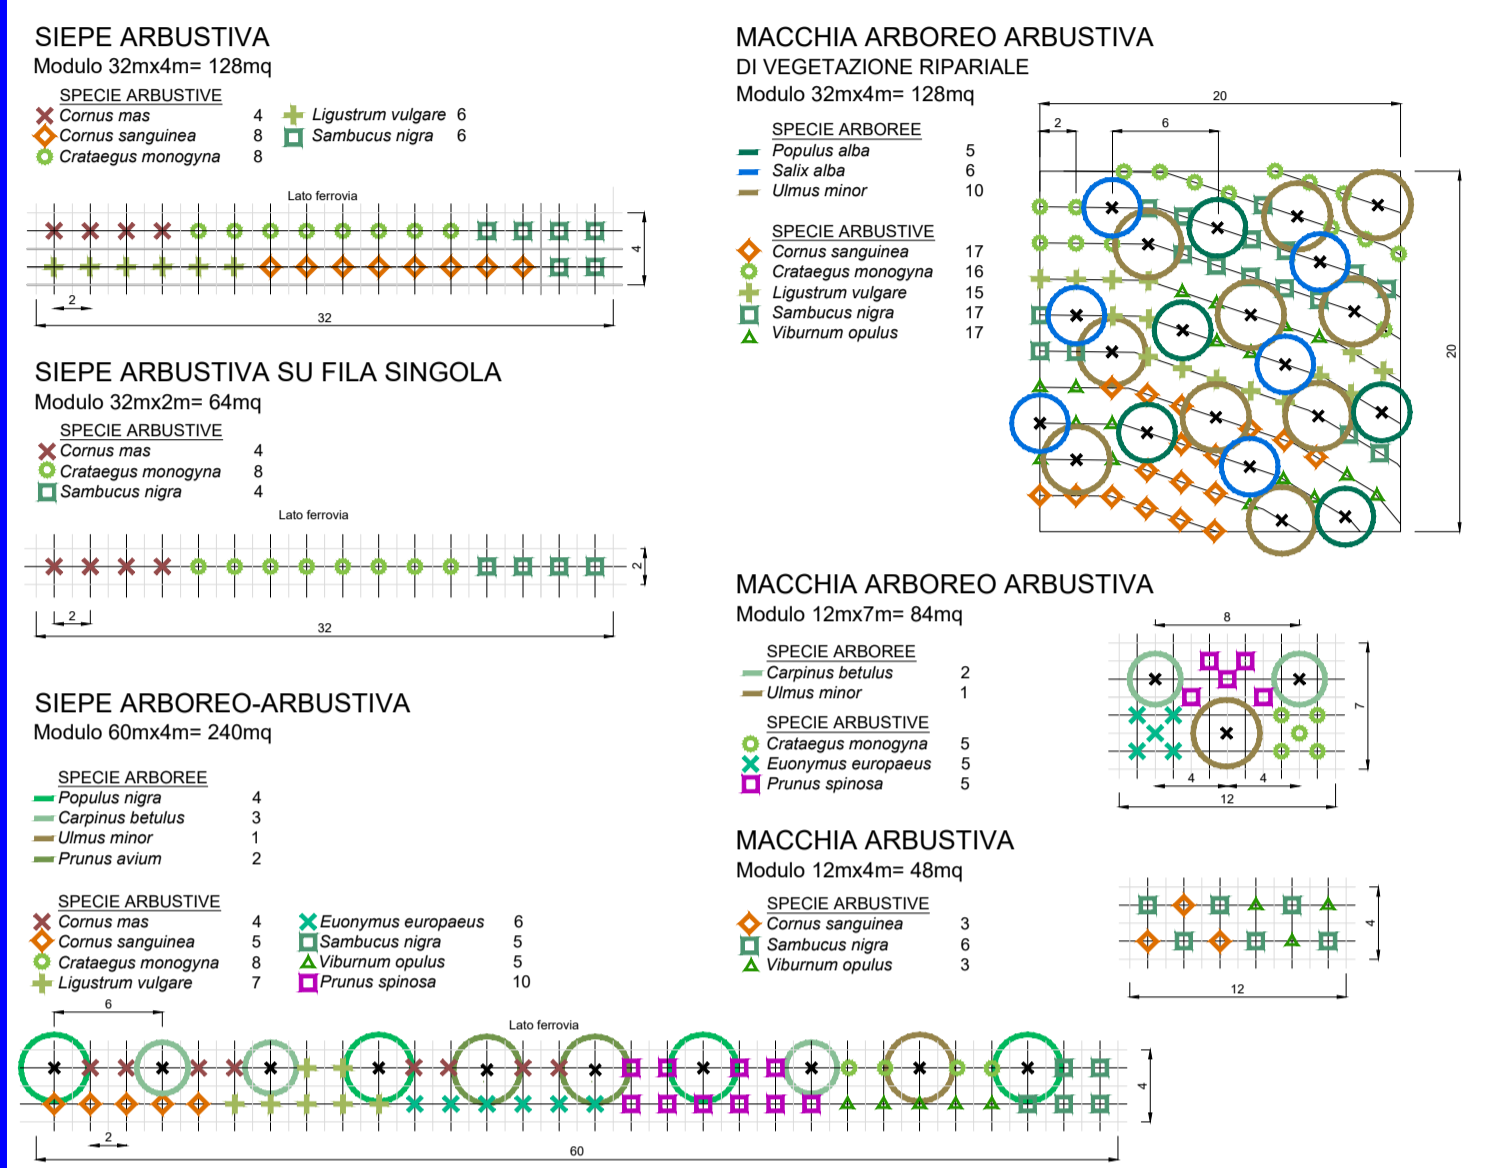 SIEPE ARBUSTIVA
Modulo 32mx4m= 128mq
SPECIE ARBUSTIVE
Cornus mas 4
Cornus sanguinea 8
Crataegus monogyna 8
Ligustrum vulgare 6
Sambucus nigra 6
Lato ferrovia
4
2
32
SIEPE ARBUSTIVA SU FILA SINGOLA
Modulo 32mx2m= 64mq
SPECIE ARBUSTIVE
Cornus mas 4
Crataegus monogyna 8
Sambucus nigra 4
Lato ferrovia
2
2
32
SIEPE ARBOREO-ARBUSTIVA
Modulo 60mx4m= 240mq
SPECIE ARBOREE
Populus nigra 4
Carpinus betulus 3
Ulmus minor 1
Prunus avium 2
SPECIE ARBUSTIVE
Cornus mas 4
Cornus sanguinea 5
Crataegus monogyna 8
Ligustrum vulgare 7
Euonymus europaeus 6
Sambucus nigra 5
Viburnum opulus 5
Prunus spinosa 10
6
Lato ferrovia
4
2
60
MACCHIA ARBOREO ARBUSTIVA
DI VEGETAZIONE RIPARIALE
Modulo 32mx4m= 128mq
SPECIE ARBOREE
Populus alba 5
Salix alba 6
Ulmus minor 10
SPECIE ARBUSTIVE
Cornus sanguinea 17
Crataegus monogyna 16
Ligustrum vulgare 15
Sambucus nigra 17
Viburnum opulus 17
20
2
6
20
MACCHIA ARBOREO ARBUSTIVA
Modulo 12mx7m= 84mq
SPECIE ARBOREE
Carpinus betulus 2
Ulmus minor 1
SPECIE ARBUSTIVE
Crataegus monogyna 5
Euonymus europaeus 5
Prunus spinosa 5
8
7
4
4
12
MACCHIA ARBUSTIVA
Modulo 12mx4m= 48mq
SPECIE ARBUSTIVE
Cornus sanguinea 3
Sambucus nigra 6
Viburnum opulus 3
4
12